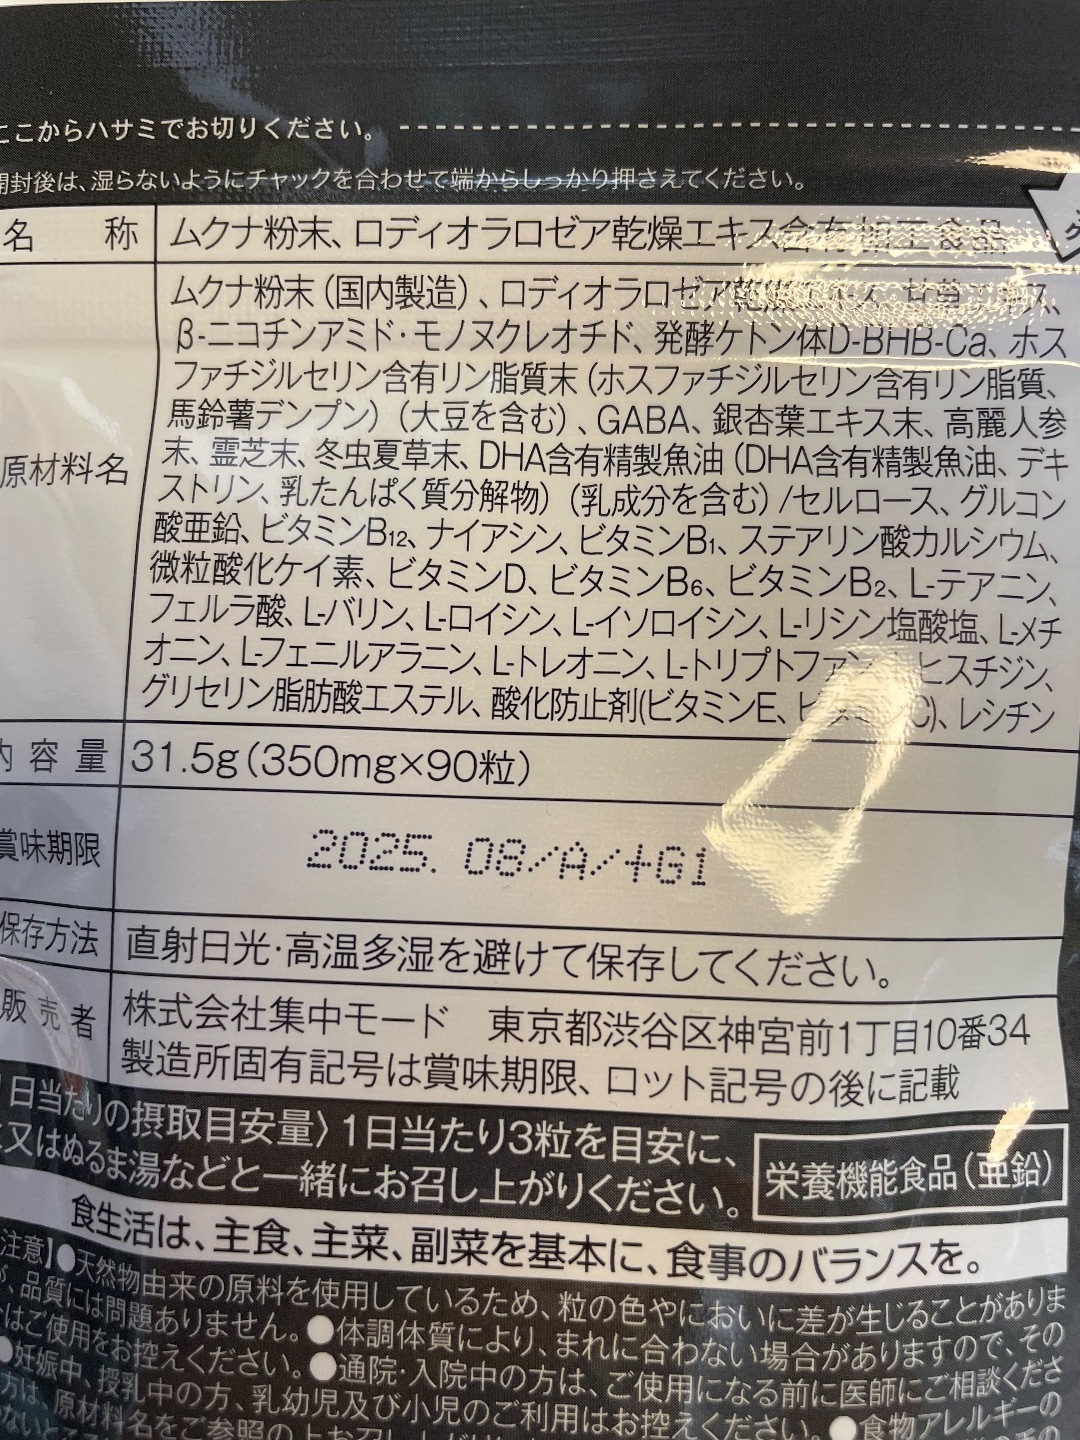 ここからハサミでお切りください。
開封後は、湿らないようにチャックを合わせて端からしっかり押さえてください。
名 称 ムクナ粉末、ロディオラロゼア乾燥エキス含有加工食品
原材料名 ムクナ粉末（国内製造）、ロディオラロゼア乾燥エキス、甘草エキス、
β-ニコチンアミド・モノヌクレオチド、発酵ケトン体D-BHB-Ca、ホス
ファチジルセリン含有リン脂質末（ホスファチジルセリン含有リン脂質、
馬鈴薯デンプン）（大豆を含む）、GABA、銀杏葉エキス末、高麗人参
末、霊芝末、冬虫夏草末、DHA含有精製魚油（DHA含有精製魚油、デキ
ストリン、乳たんぱく質分解物）（乳成分を含む）/セルロース、グルコン
酸亜鉛、ビタミンB12、ナイアシン、ビタミンB1、ステアリン酸カルシウム、
微粒酸化ケイ素、ビタミンD、ビタミンB6、ビタミンB2、L-テアニン、
フェルラ酸、L-バリン、L-ロイシン、L-イソロイシン、L-リシン塩酸塩、L-メチ
オニン、L-フェニルアラニン、L-トレオニン、L-トリプトファン、ヒスチジン、
グリセリン脂肪酸エステル、酸化防止剤(ビタミンE、ビタミンC)、レシチン
内容量 31.5g（350mg×90粒）
賞味期限 2025. 08/A/+G1
保存方法 直射日光・高温多湿を避けて保存してください。
販売者 株式会社集中モード 東京都渋谷区神宮前1丁目10番34
製造所固有記号は賞味期限、ロット記号の後に記載
1日当たりの摂取目安量〉1日当たり3粒を目安に、
又はぬるま湯などと一緒にお召し上がりください。
栄養機能食品（亜鉛）
食生活は、主食、主菜、副菜を基本に、食事のバランスを。
注意】●天然物由来の原料を使用しているため、粒の色やにおいに差が生じることがありま
が、品質には問題ありません。●体調体質により、まれに合わない場合がありますので、その
はご使用をお控えください。●通院・入院中の方は、ご使用になる前に医師にご相談くださ
●妊娠中、授乳中の方、乳幼児及び小児のご利用はお控えください。●食物アレルギーの
方は、原材料名をご参照の上お召し上がり